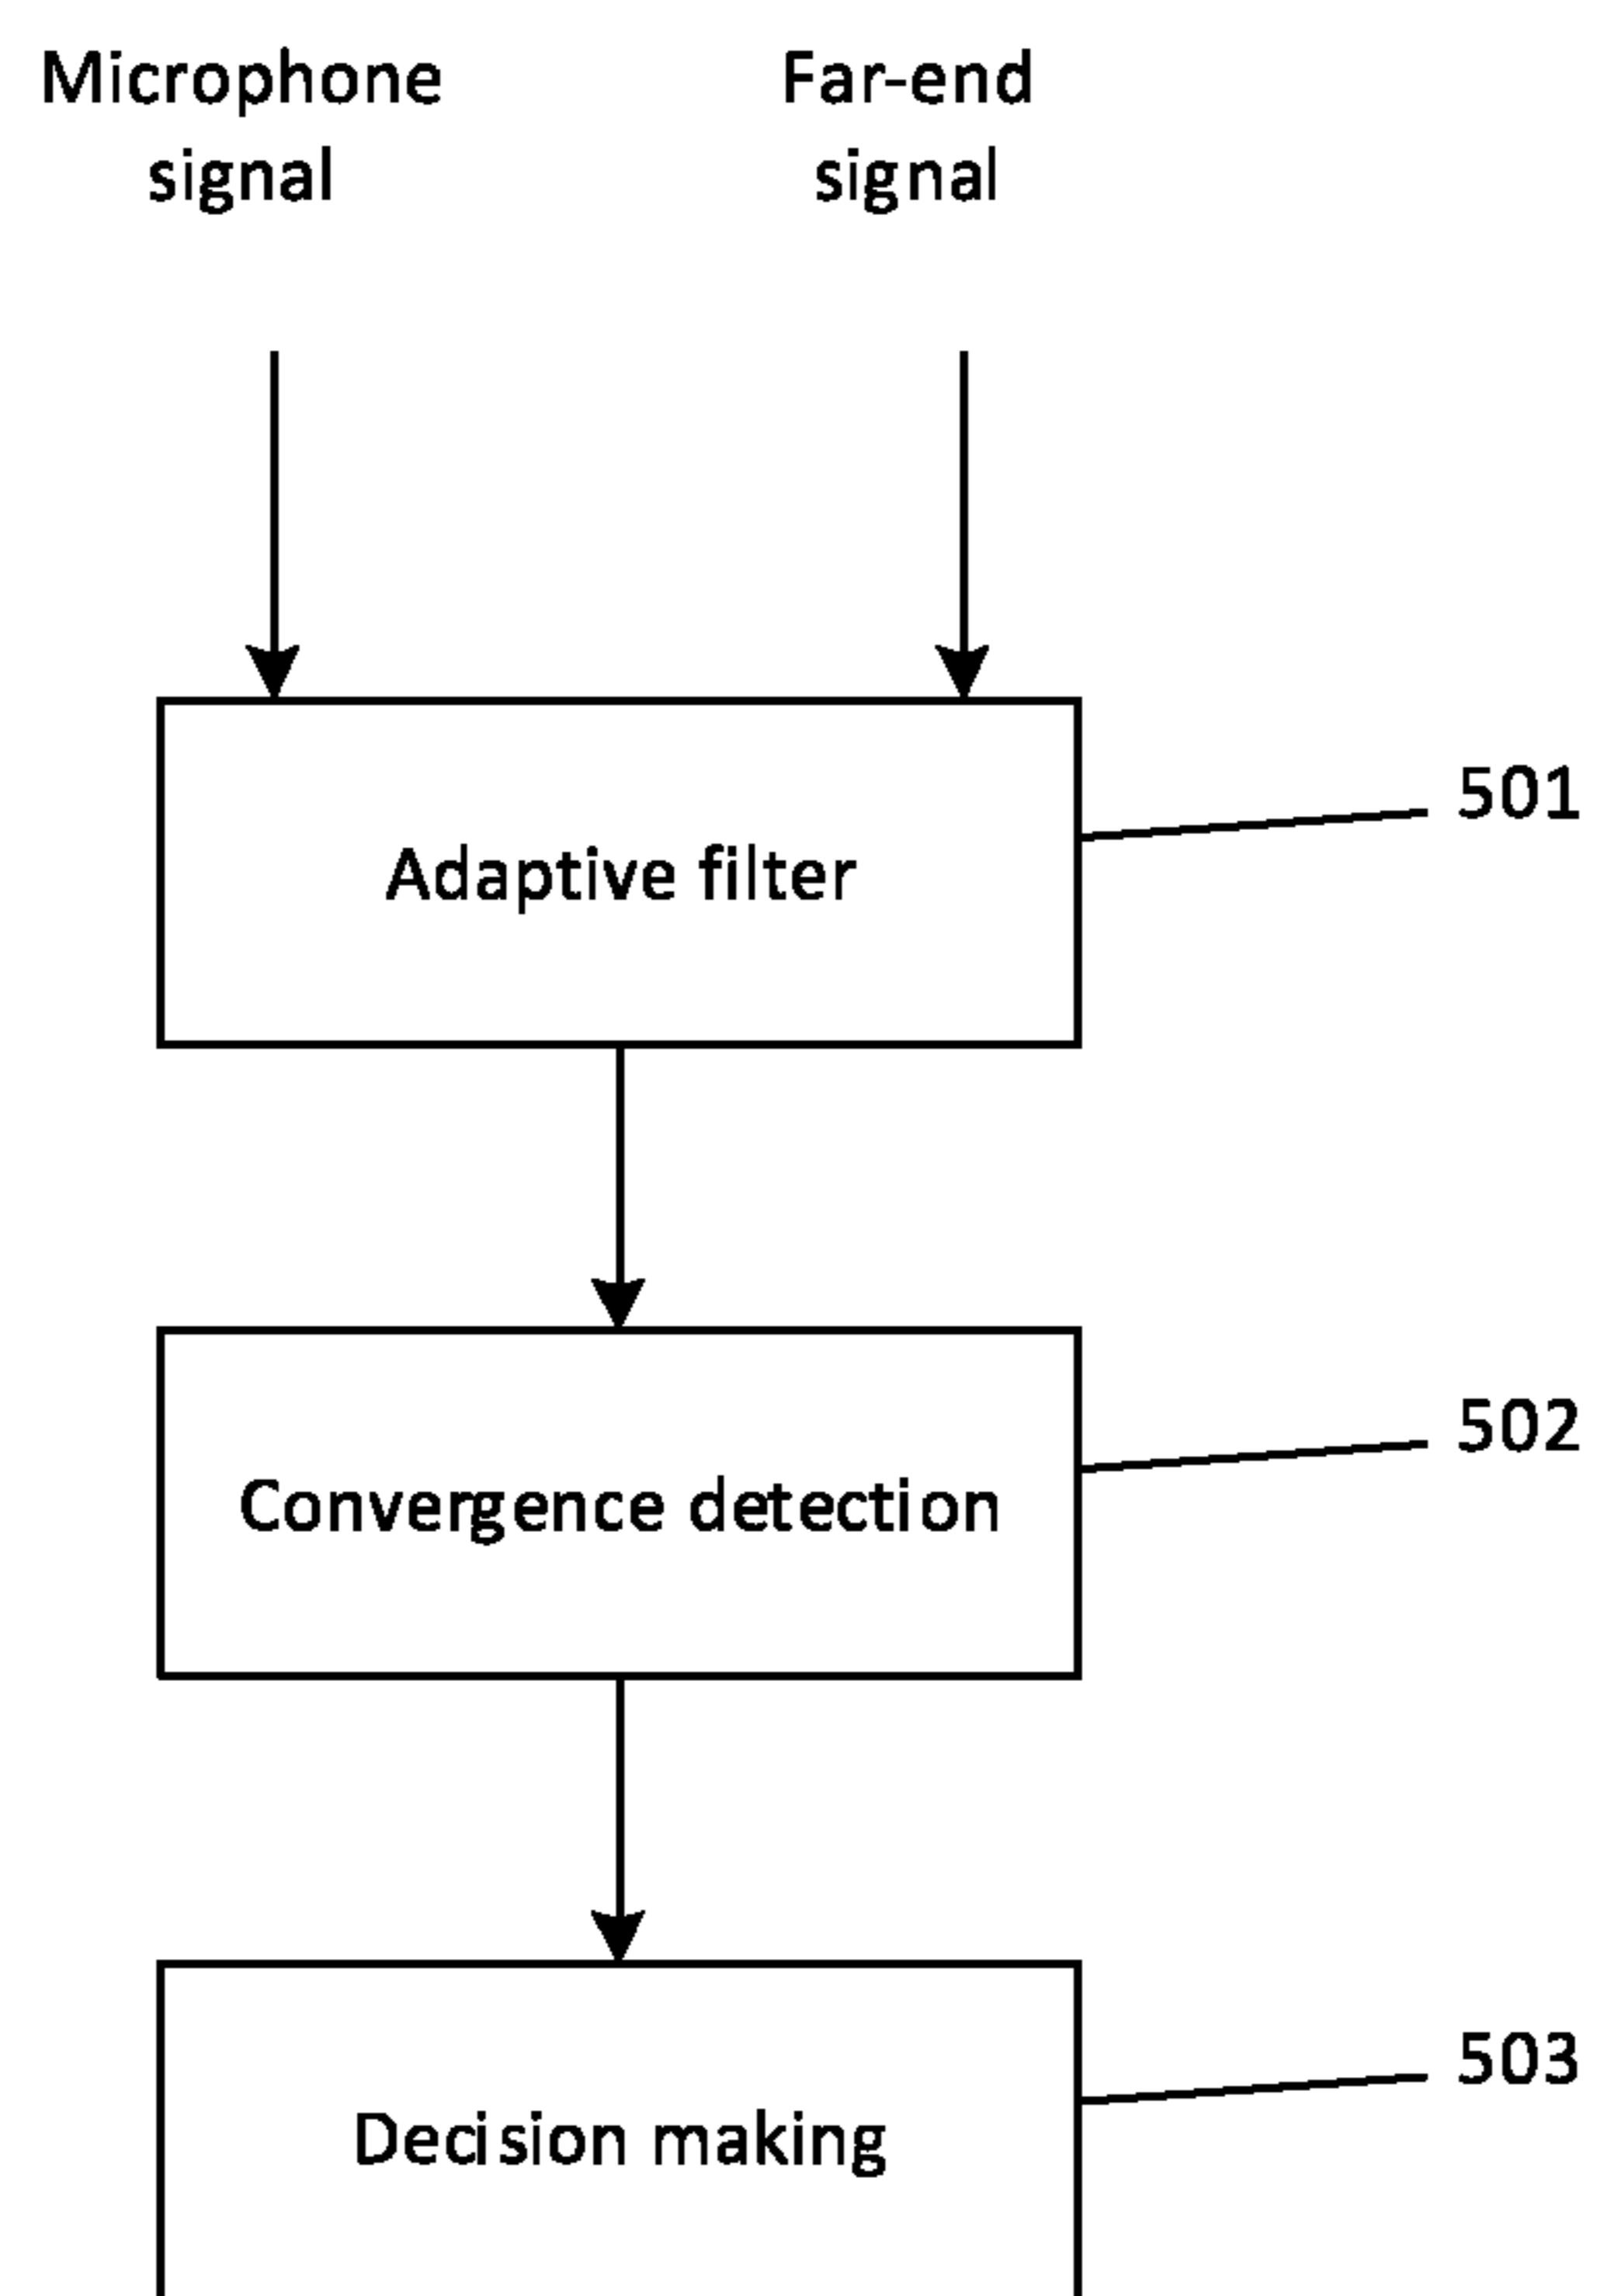 Microphone
signal
Far-end
signal
Adaptive filter
501
Convergence detection
502
Decision making
503